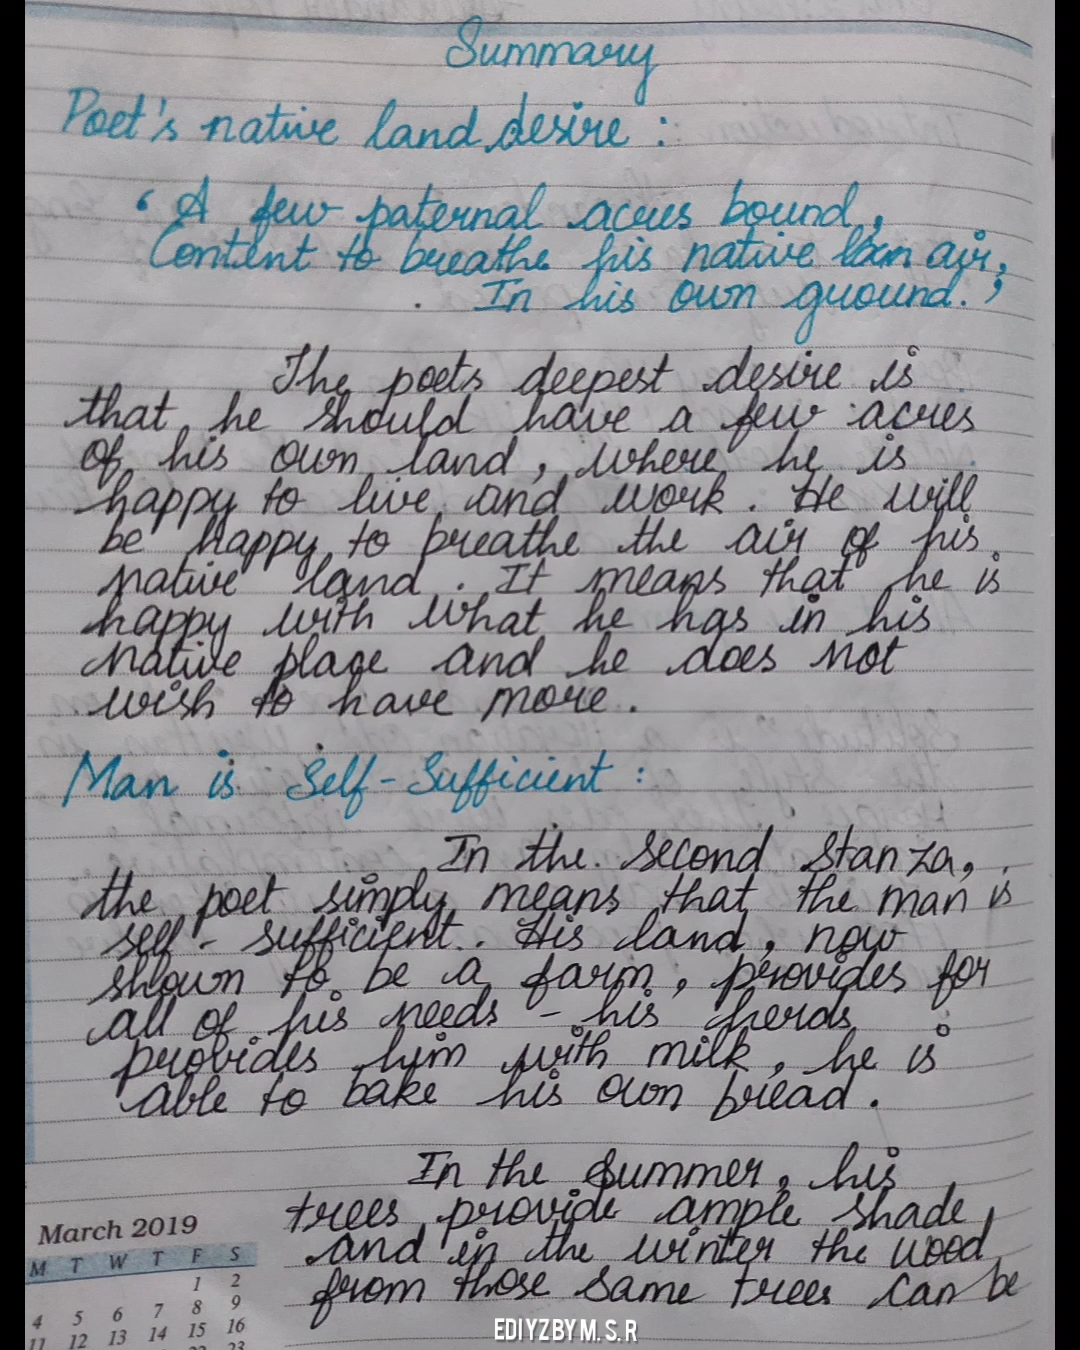 Summary
Poet's native land desire :
‘ A few paternal acres bound,
Content to breathe his native air,
In his own ground. ’
The poets deepest desire is
that he should have a few acres
of his own land, where he is
happy to live and work. He will
be happy to breathe the air of his
native land. It means that he is
happy with what he has in his
native place and he does not
wish to have more.
Man is Self-Sufficient :
In the second stanza,
the poet simply means that the man is
self-sufficient. His land, now
shown to be a farm, provides for
all of his needs - his herds
provides him with milk, he is
able to bake his own bread.
In the summer, his
trees provide ample shade,
and in the winter the wood
from those same trees can be
March 2019
M T W T F S
1 2
4 5 6 7 8 9
11 12 13 14 15 16
EDIYZ BY M. S. R